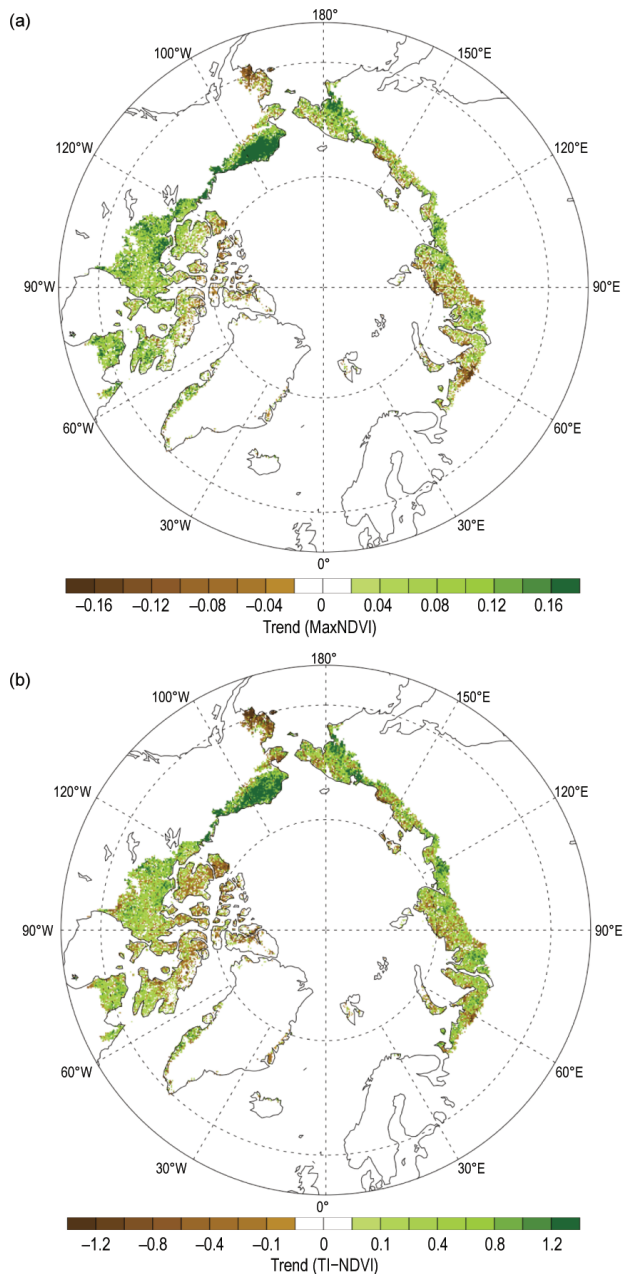 (a)
180°
100°W
150°E
120°W
120°E
90°W
90°E
60°W
60°E
30°W
30°E
0°
−0.16 −0.12 −0.08 −0.04 0 0.04 0.08 0.12 0.16
Trend (MaxNDVI)
(b)
180°
100°W
150°E
120°W
120°E
90°W
90°E
60°W
60°E
30°W
30°E
0°
−1.2 −0.8 −0.4 −0.1 0 0.1 0.4 0.8 1.2
Trend (TI−NDVI)